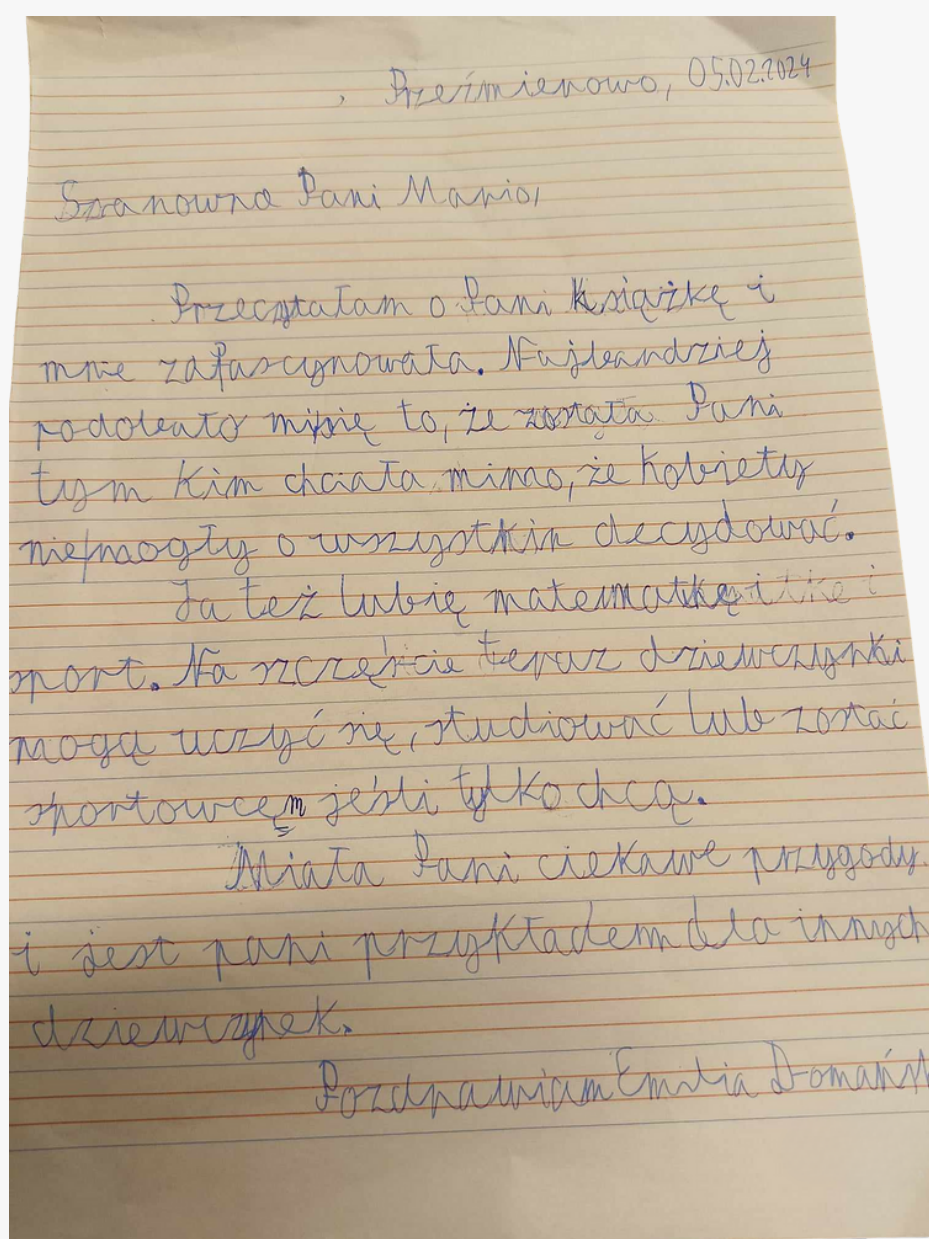 Preźmierowo, 05.02.2024
Szanowna Pani Mario,
Przeczytałam o Pani książkę i
mnie zafascynowała. Najbardziej
podobało mi się to, że została Pani
tym kim chciała mimo, że kobiety
nie mogły o wszystkim decydować.
Ja też lubię matematykę i
sport. Na szczęście teraz dziewczynki
mogą uczyć się, studiować lub zostać
sportowcem jeśli tylko chcą.
Miała Pani ciekawe przygody
i jest pani przykładem dla innych
dziewczynek.
Pozdrawiam Emilia Domańsk